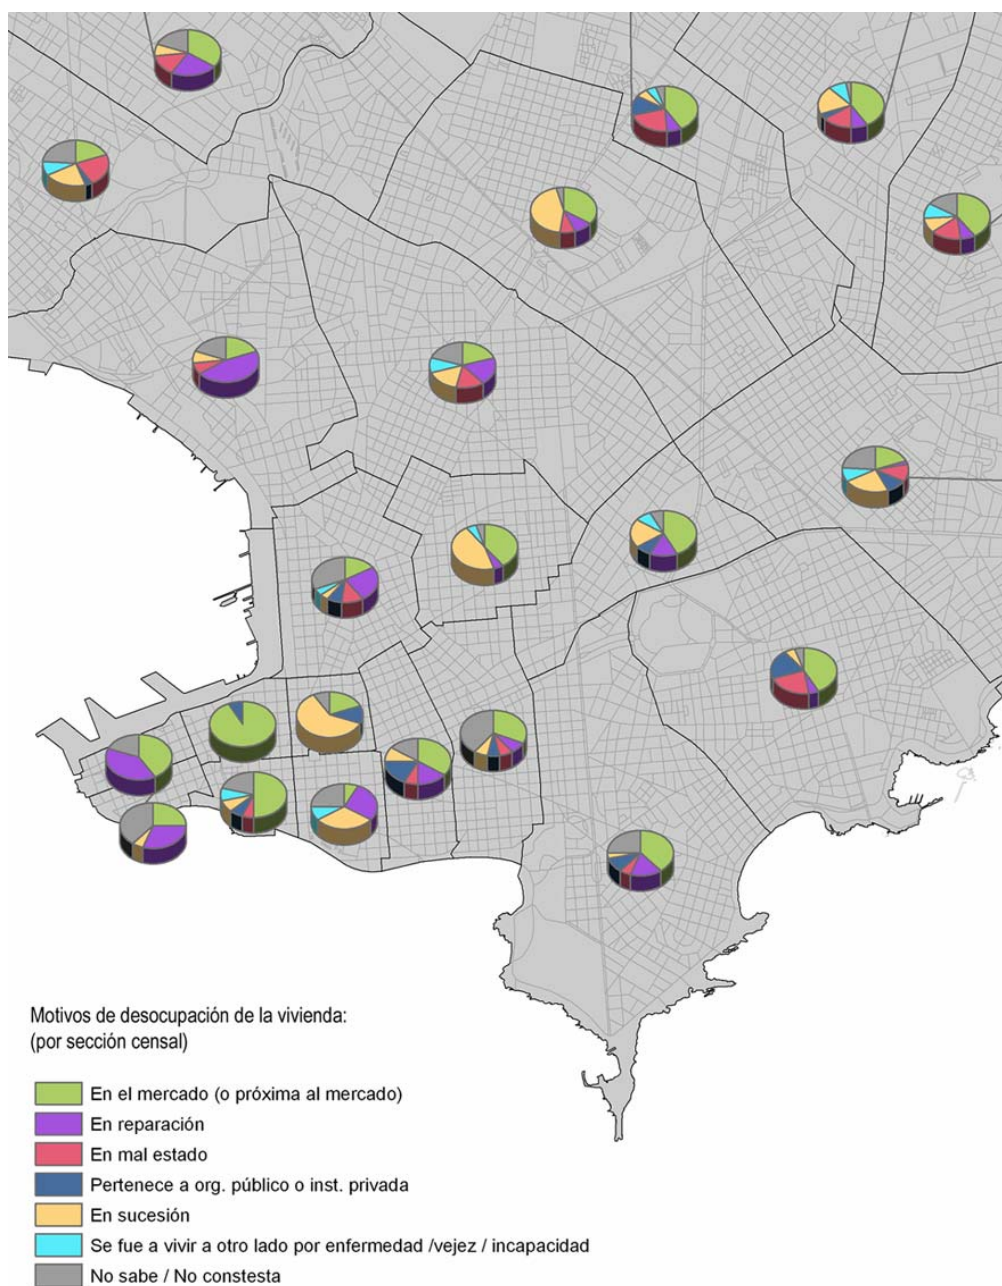 Motivos de desocupación de la vivienda:
(por sección censal)
En el mercado (o próxima al mercado)
En reparación
En mal estado
Pertenece a org. público o inst. privada
En sucesión
Se fue a vivir a otro lado por enfermedad /vejez / incapacidad
No sabe / No constesta